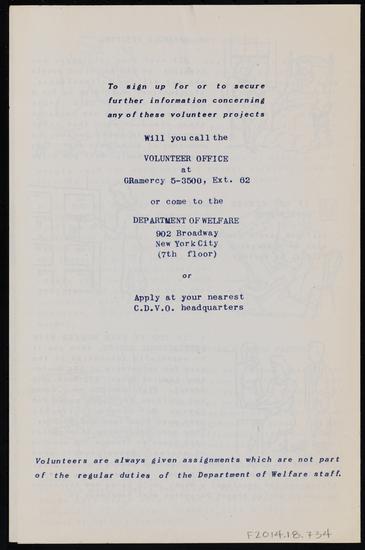 To sign up for or to secure
further information concerning
any of these volunteer projects
Will you call the
VOLUNTEER OFFICE
at
GRamercy 5-3500, Ext. 62
or come to the
DEPARTMENT OF WELFARE
902 Broadway
New York City
(7th floor)
or
Apply at your nearest
C.D.V.O. headquarters
Volunteers are always given assignments which are not part
of the regular duties of the Department of Welfare staff.
F2014.18.734